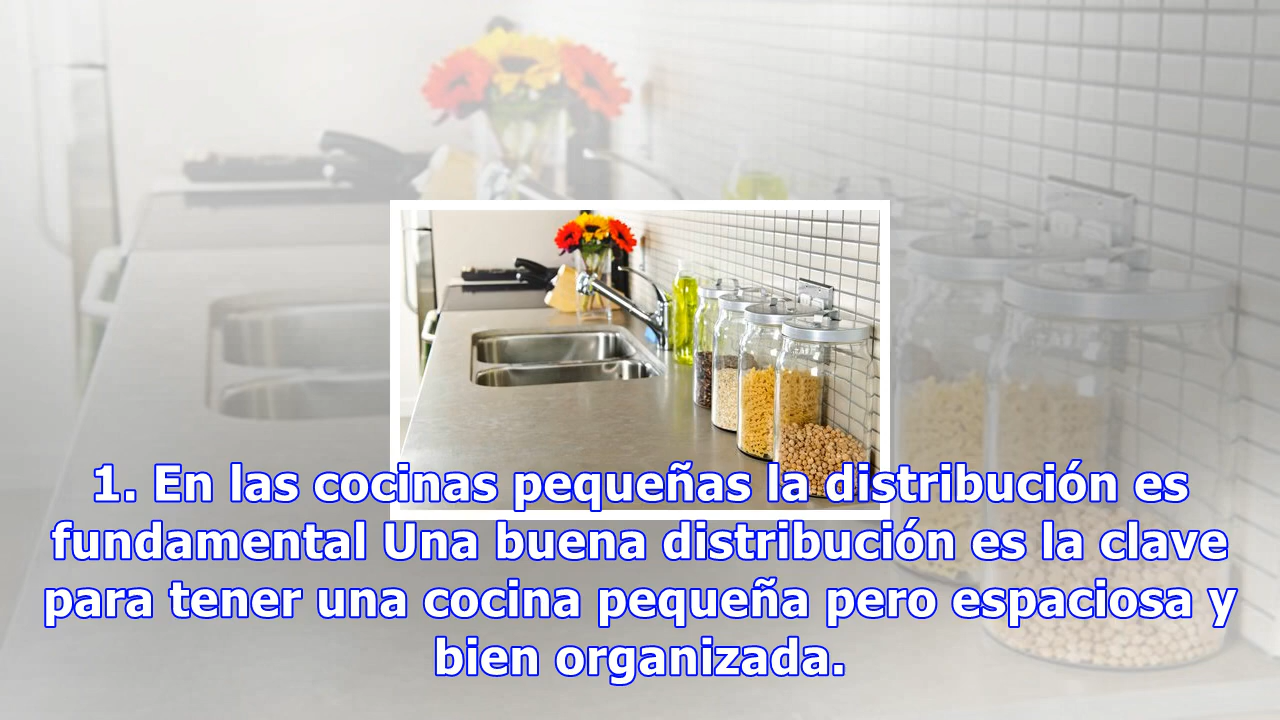 1. En las cocinas pequeñas la distribución es
fundamental Una buena distribución es la clave
para tener una cocina pequeña pero espaciosa y
bien organizada.